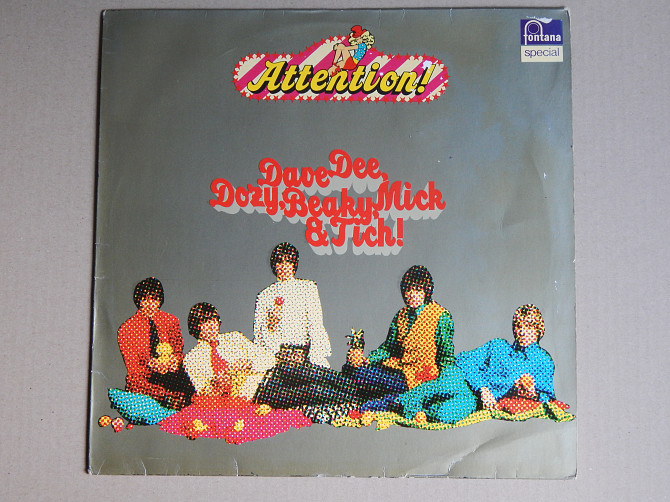 Attention!
fontana
special
Dave Dee,
Dozy, Beaky, Mick
& Tich!